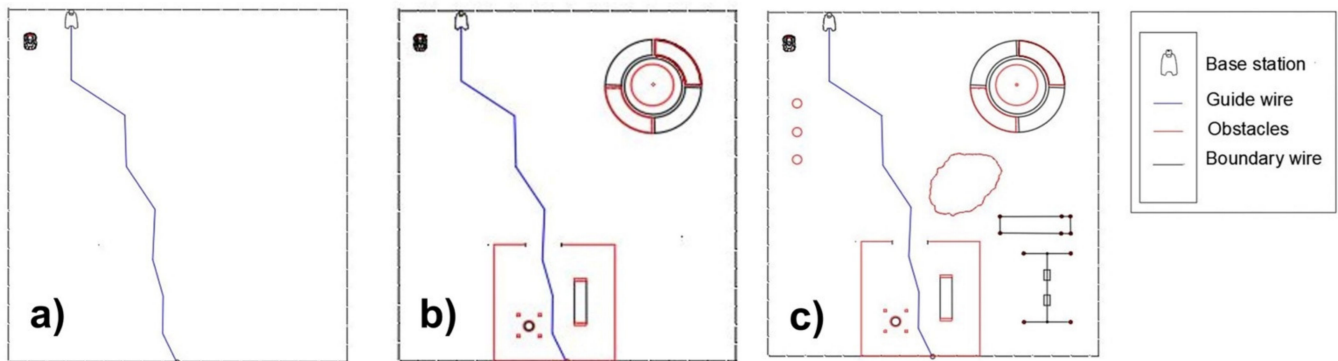 Base station
Guide wire
Obstacles
Boundary wire
a)
b)
c)